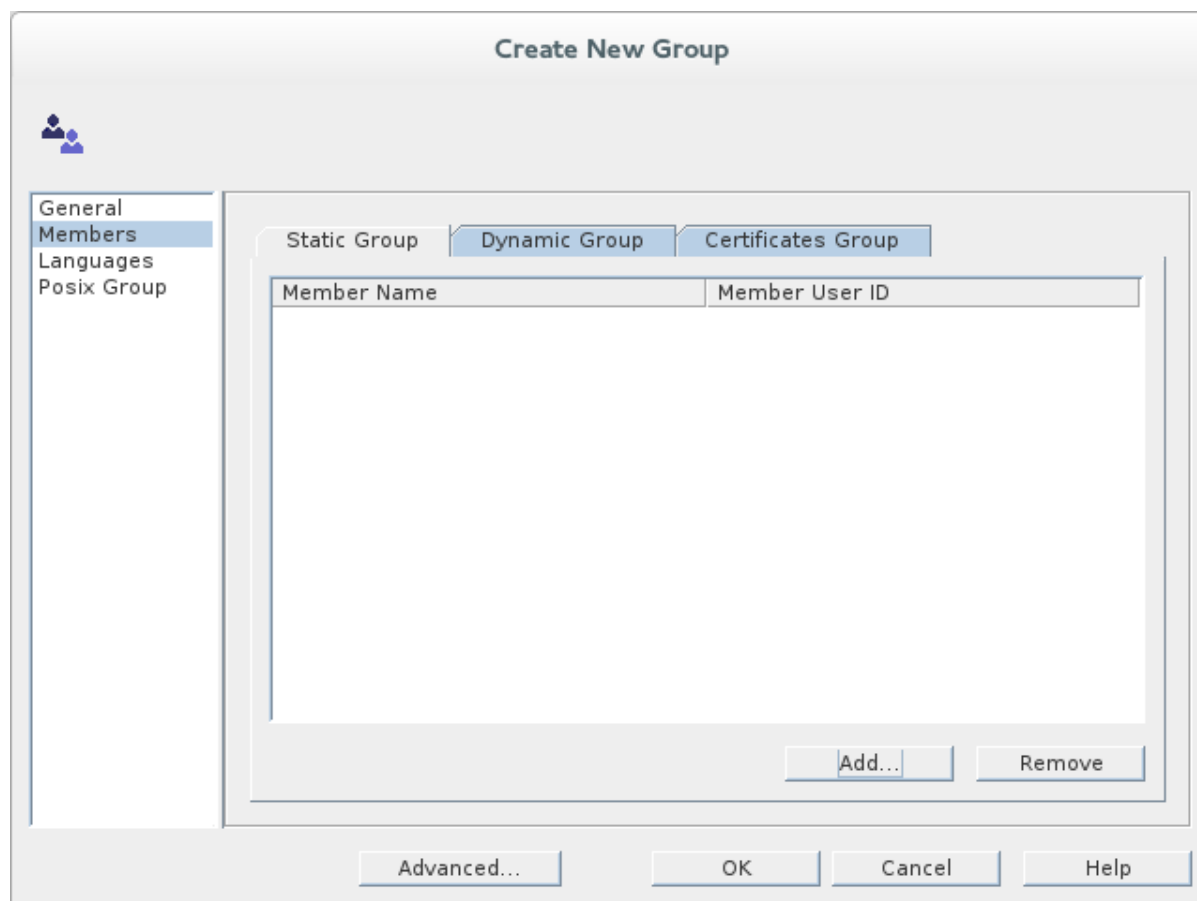 Create New Group
General
Members
Languages
Posix Group
Static Group Dynamic Group Certificates Group
Member Name Member User ID
Add... Remove
Advanced... OK Cancel Help